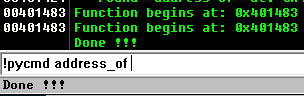 00401483 Function begins at: 0x401483
00401483 Function begins at: 0x401483
Done !!!
!pycmd address_of
Done !!!